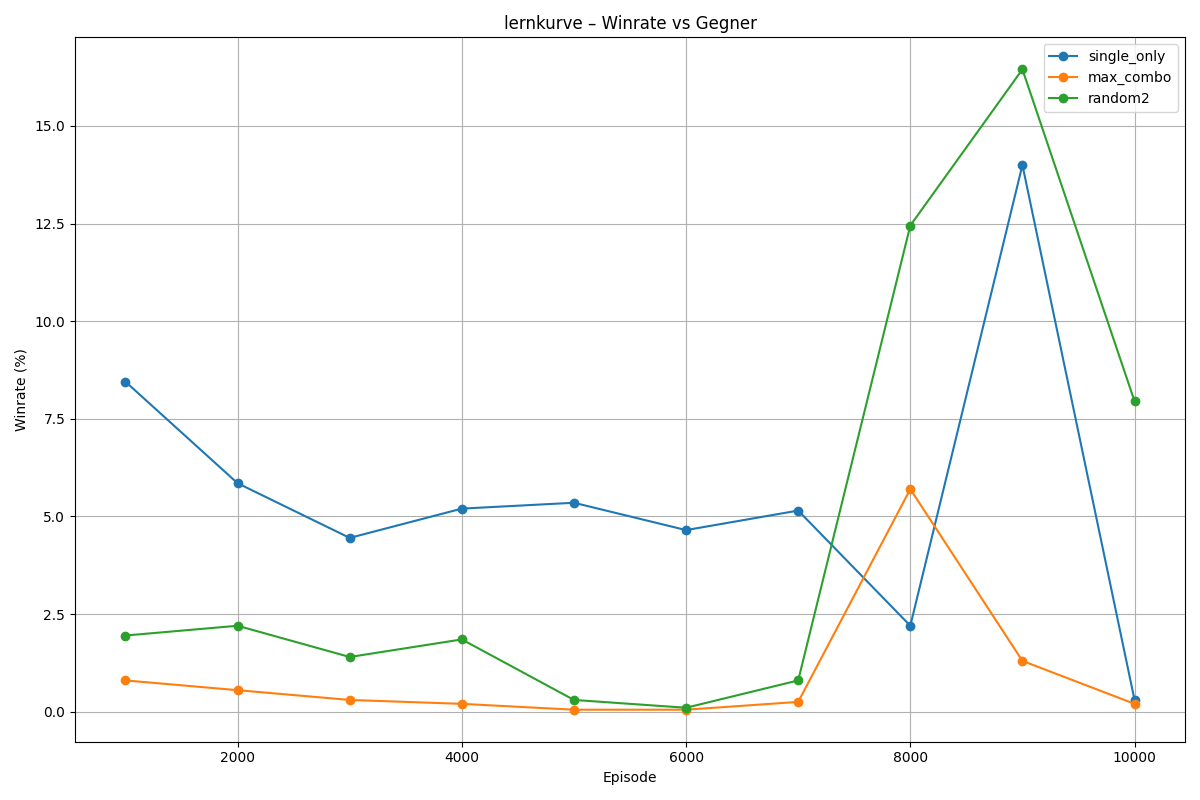 lernkurve – Winrate vs Gegner
single_only
max_combo
random2
Winrate (%)
15.0
12.5
10.0
7.5
5.0
2.5
0.0
2000
4000
6000
8000
10000
Episode